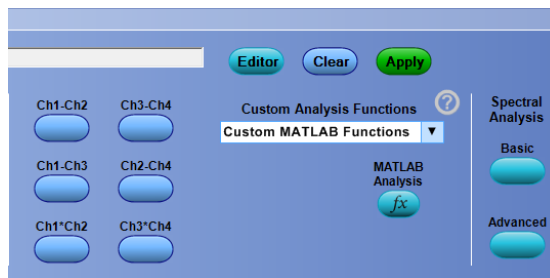 Editor Clear Apply
Ch1-Ch2 Ch3-Ch4
Custom Analysis Functions ?
Custom MATLAB Functions
Spectral
Analysis
Ch1-Ch3 Ch2-Ch4
MATLAB
Analysis
fx
Basic
Ch1*Ch2 Ch3*Ch4
Advanced